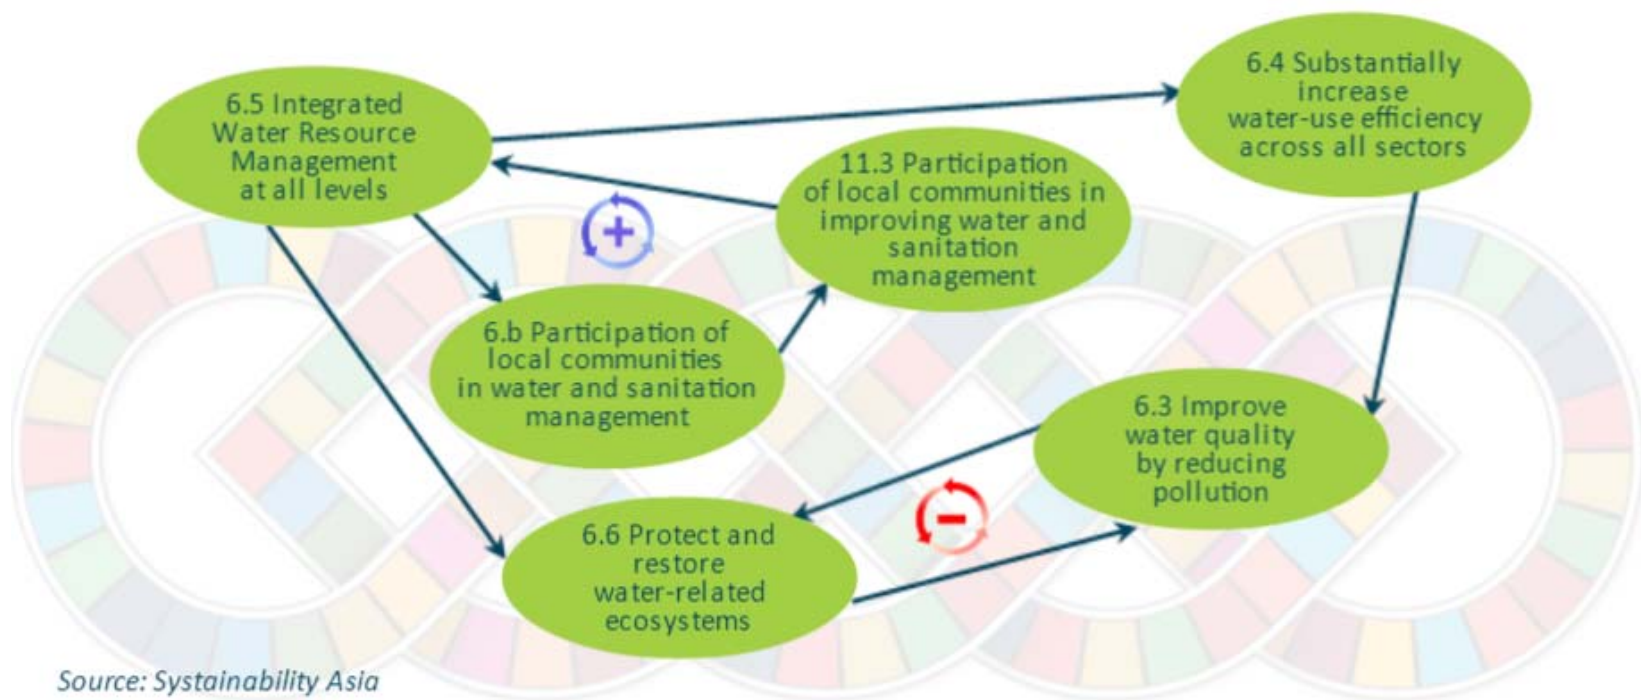 6.5 Integrated
Water Resource
Management
at all levels
6.4 Substantially
increase
water-use efficiency
across all sectors
11.3 Participation
of local communities in
improving water and
sanitation
management
+
6.b Participation of
local communities
in water and sanitation
management
6.3 Improve
water quality
by reducing
pollution
-
6.6 Protect and
restore
water-related
ecosystems
Source: Systainability Asia